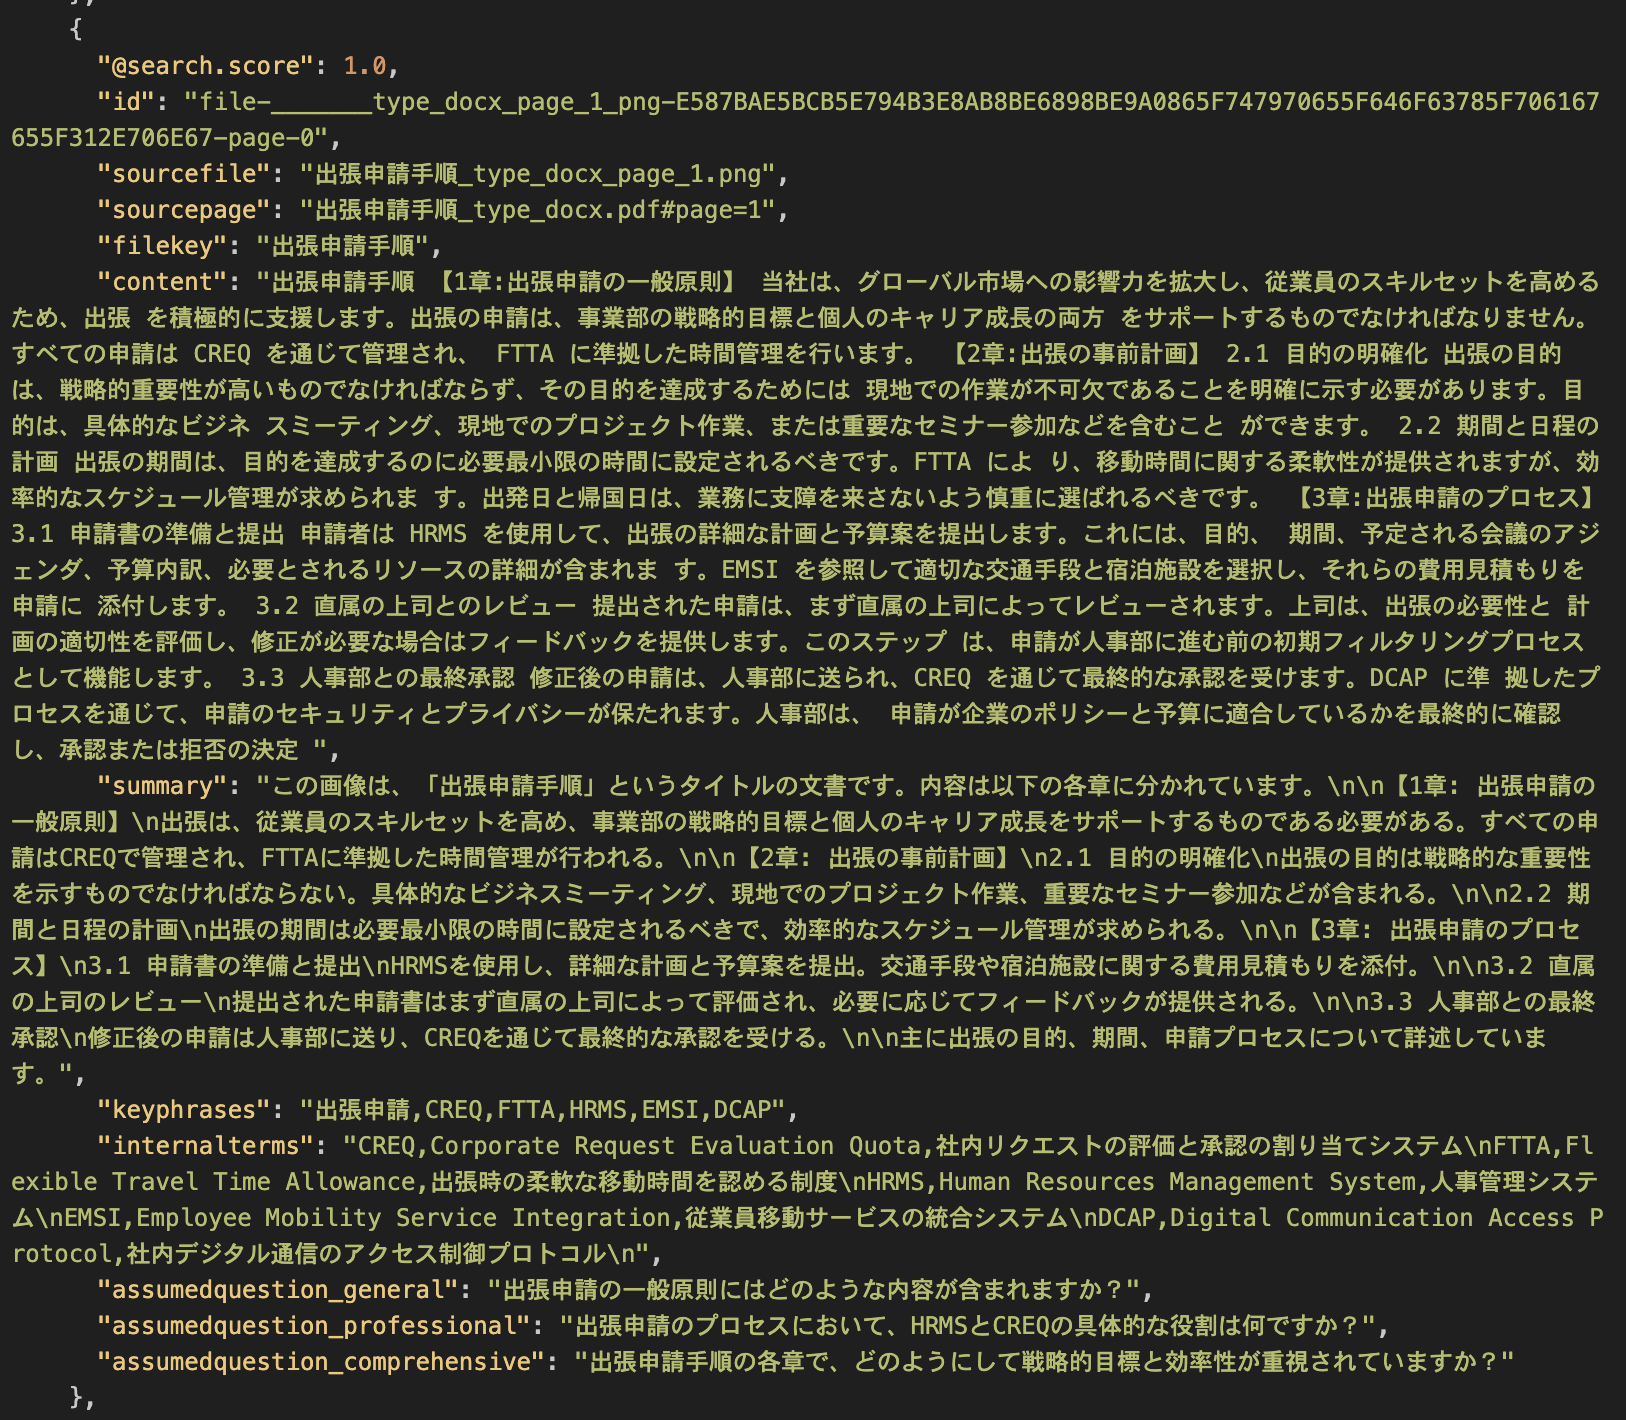 },
{
"@search.score": 1.0,
"id": "file-_______type_docx_page_1_png-E587BAE5BCB5E794B3E8AB8BE6898BE9A0865F747970655F646F63785F706167
655F312E706E67-page-0",
"sourcefile": "出張申請手順_type_docx_page_1.png",
"sourcepage": "出張申請手順_type_docx.pdf#page=1",
"filekey": "出張申請手順",
"content": "出張申請手順 【1章:出張申請の一般原則】 当社は、グローバル市場への影響力を拡大し、従業員のスキルセットを高める
ため、出張 を積極的に支援します。出張の申請は、事業部の戦略的目標と個人のキャリア成長の両方 をサポートするものでなければなりません。
すべての申請は CREQ を通じて管理され、 FTTA に準拠した時間管理を行います。 【2章:出張の事前計画】 2.1 目的の明確化 出張の目的
は、戦略的重要性が高いものでなければならず、その目的を達成するためには 現地での作業が不可欠であることを明確に示す必要があります。目
的は、具体的なビジネ スミーティング、現地でのプロジェクト作業、または重要なセミナー参加などを含むこと ができます。 2.2 期間と日程の
計画 出張の期間は、目的を達成するのに必要最小限の時間に設定されるべきです。FTTA によ り、移動時間に関する柔軟性が提供されますが、効
率的なスケジュール管理が求められま す。出発日と帰国日は、業務に支障を来さないよう慎重に選ばれるべきです。 【3章:出張申請のプロセス】
3.1 申請書の準備と提出 申請者は HRMS を使用して、出張の詳細な計画と予算案を提出します。これには、目的、 期間、予定される会議のアジ
ェンダ、予算内訳、必要とされるリソースの詳細が含まれま す。EMSI を参照して適切な交通手段と宿泊施設を選択し、それらの費用見積もりを
申請に 添付します。 3.2 直属の上司とのレビュー 提出された申請は、まず直属の上司によってレビューされます。上司は、出張の必要性と 計
画の適切性を評価し、修正が必要な場合はフィードバックを提供します。このステップ は、申請が人事部に進む前の初期フィルタリングプロセス
として機能します。 3.3 人事部との最終承認 修正後の申請は、人事部に送られ、CREQ を通じて最終的な承認を受けます。DCAP に準 拠したプ
ロセスを通じて、申請のセキュリティとプライバシーが保たれます。人事部は、 申請が企業のポリシーと予算に適合しているかを最終的に確認
し、承認または拒否の決定 ",
"summary": "この画像は、「出張申請手順」というタイトルの文書です。内容は以下の各章に分かれています。\n\n【1章: 出張申請の
一般原則】\n出張は、従業員のスキルセットを高め、事業部の戦略的目標と個人のキャリア成長をサポートするものである必要がある。すべての申
請はCREQで管理され、FTTAに準拠した時間管理が行われる。\n\n【2章: 出張の事前計画】\n2.1 目的の明確化\n出張の目的は戦略的な重要性
を示すものでなければならない。具体的なビジネスミーティング、現地でのプロジェクト作業、重要なセミナー参加などが含まれる。\n\n2.2 期
間と日程の計画\n出張の期間は必要最小限の時間に設定されるべきで、効率的なスケジュール管理が求められる。\n\n【3章: 出張申請のプロセ
ス】\n3.1 申請書の準備と提出\nHRMSを使用し、詳細な計画と予算案を提出。交通手段や宿泊施設に関する費用見積もりを添付。\n\n3.2 直属
の上司のレビュー\n提出された申請書はまず直属の上司によって評価され、必要に応じてフィードバックが提供される。\n\n3.3 人事部との最終
承認\n修正後の申請は人事部に送り、CREQを通じて最終的な承認を受ける。\n\n主に出張の目的、期間、申請プロセスについて詳述していま
す。",
"keyphrases": "出張申請,CREQ,FTTA,HRMS,EMSI,DCAP",
"internalterms": "CREQ,Corporate Request Evaluation Quota,社内リクエストの評価と承認の割り当てシステム\nFTTA,Fl
exible Travel Time Allowance,出張時の柔軟な移動時間を認める制度\nHRMS,Human Resources Management System,人事管理システ
ム\nEMSI,Employee Mobility Service Integration,従業員移動サービスの統合システム\nDCAP,Digital Communication Access P
rotocol,社内デジタル通信のアクセス制御プロトコル\n",
"assumedquestion_general": "出張申請の一般原則にはどのような内容が含まれますか？",
"assumedquestion_professional": "出張申請のプロセスにおいて、HRMSとCREQの具体的な役割は何ですか？",
"assumedquestion_comprehensive": "出張申請手順の各章で、どのようにして戦略的目標と効率性が重視されていますか？"
},